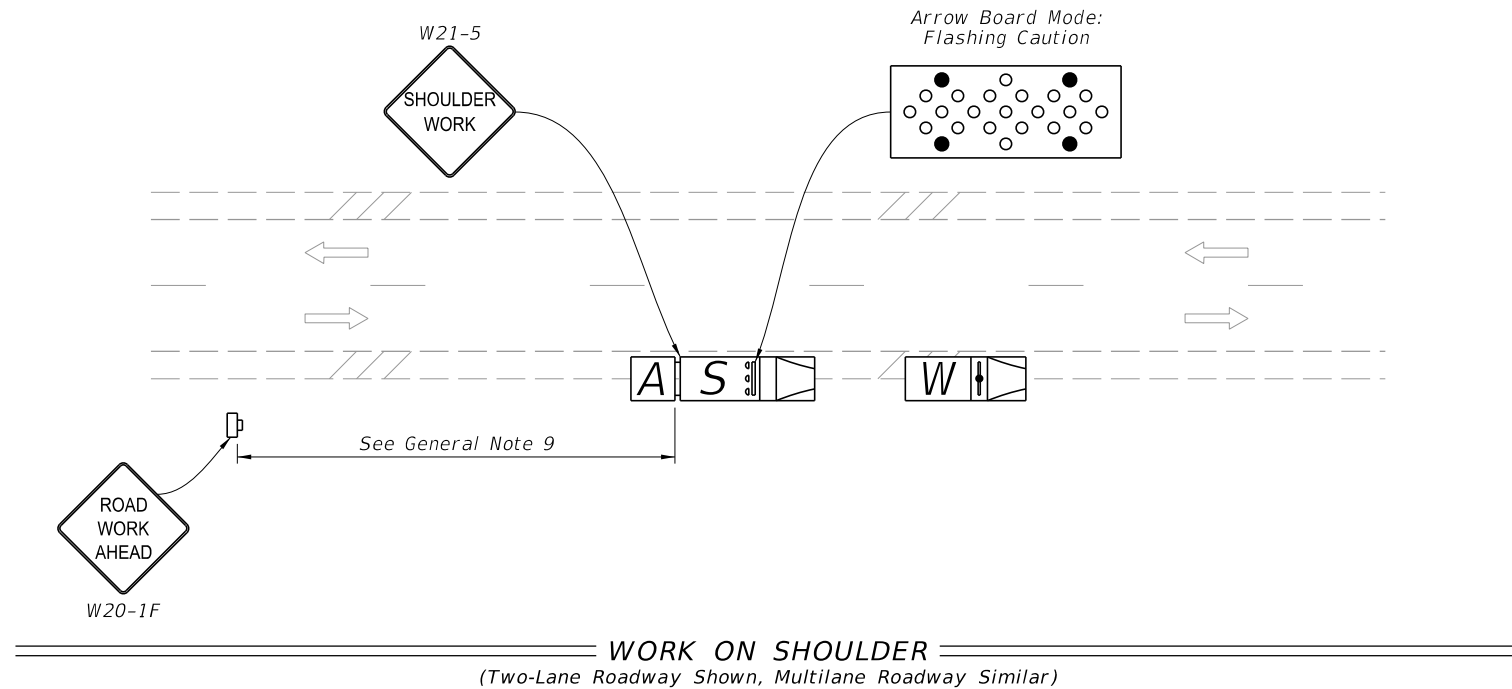 Arrow Board Mode:
Flashing Caution
W21-5
SHOULDER
WORK
A
S
W
See General Note 9
ROAD
WORK
AHEAD
W20-1F
WORK ON SHOULDER
(Two-Lane Roadway Shown, Multilane Roadway Similar)